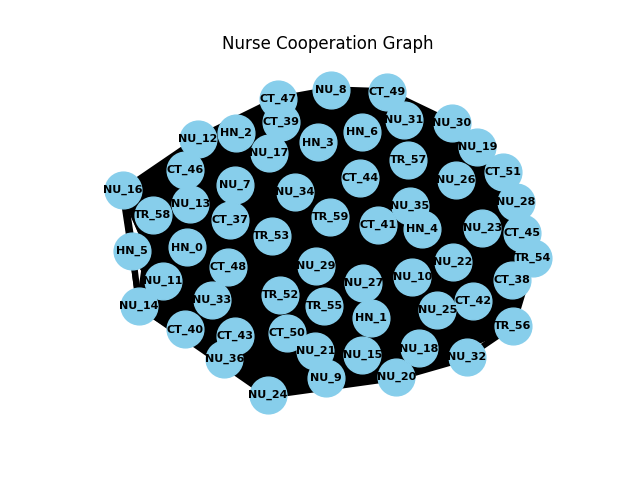 Nurse Cooperation Graph
NU_8
CT_49
CT_47
CT_39
NU_31
NU_30
HN_2
HN_6
NU_12
HN_3
NU_19
NU_17
TR_57
CT_46
CT_51
CT_44
NU_26
NU_7
NU_16
NU_34
NU_28
NU_13
NU_35
TR_58
TR_59
CT_37
CT_41
NU_23
HN_4
CT_45
TR_53
HN_0
HN_5
TR_54
NU_22
NU_29
CT_48
NU_10
CT_38
NU_11
NU_27
TR_52
NU_33
CT_42
NU_14
TR_55
NU_25
HN_1
TR_56
CT_40
CT_50
CT_43
NU_18
NU_21
NU_15
NU_32
NU_36
NU_20
NU_9
NU_24